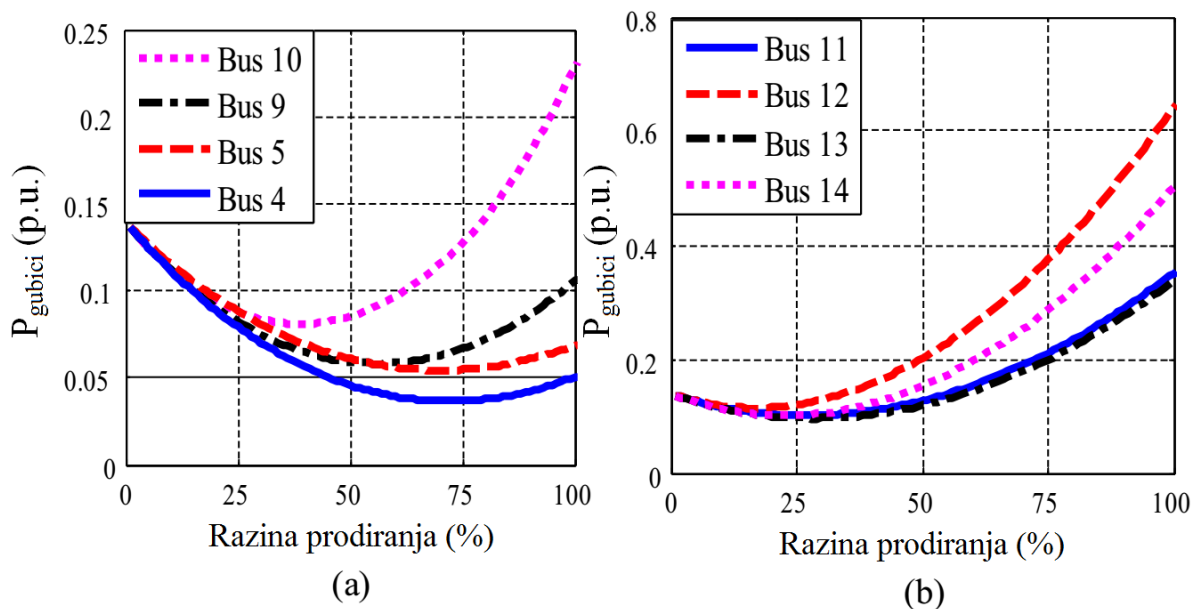 0.25
0.2
0.15
0.1
0.05
0
P gubici (p.u.)
Bus 10
Bus 9
Bus 5
Bus 4
0 25 50 75 100
Razina prodiranja (%)
(a)
0.8
0.6
0.4
0.2
0
P gubici (p.u.)
Bus 11
Bus 12
Bus 13
Bus 14
0 25 50 75 100
Razina prodiranja (%)
(b)